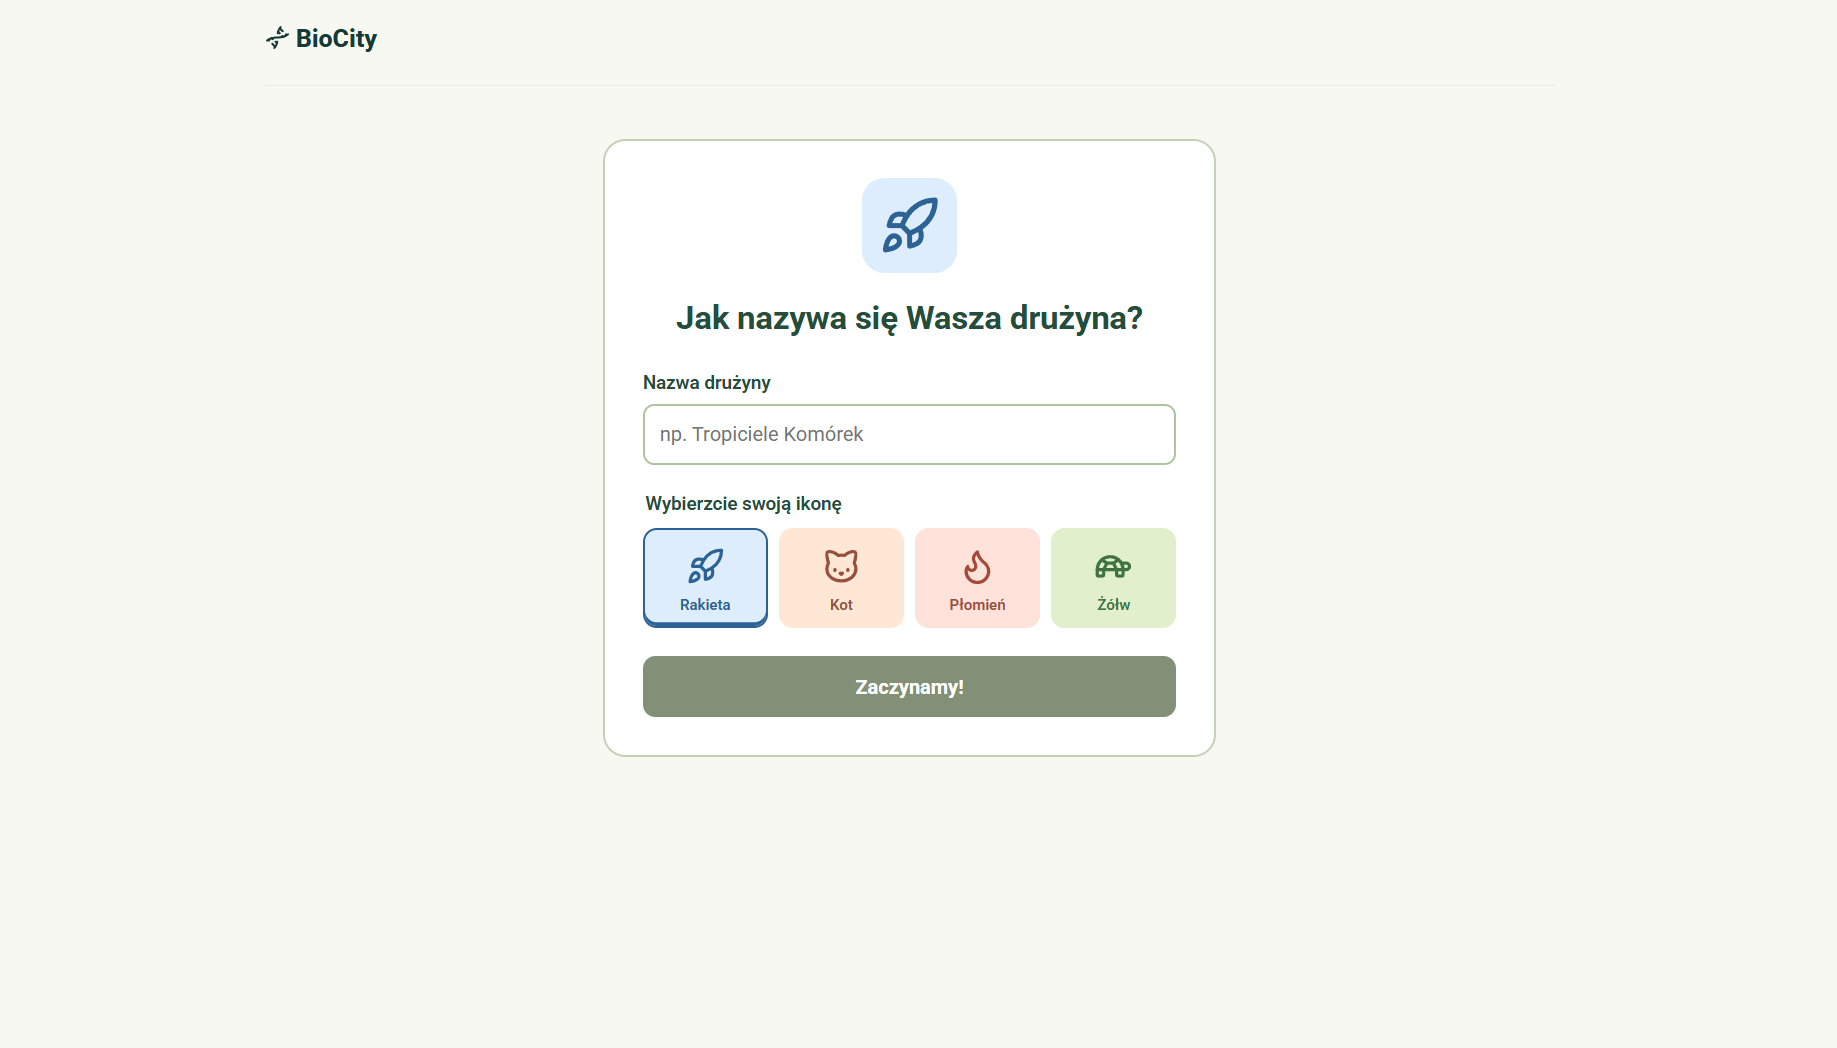 BioCity
Jak nazywa się Wasza drużyna?
Nazwa drużyny
np. Tropiciele Komórek
Wybierzcie swoją ikonę
Rakieta
Kot
Płomień
Żółw
Zaczynamy!